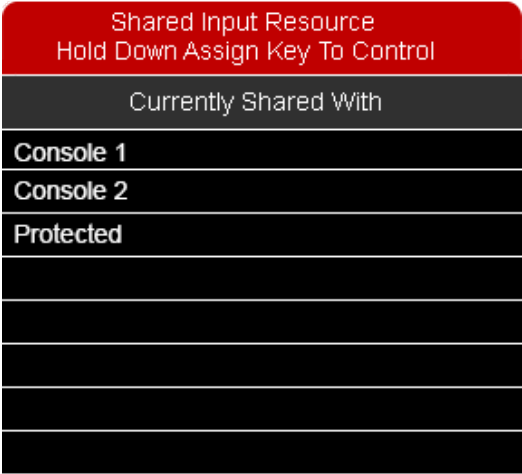 Shared Input Resource
Hold Down Assign Key To Control
Currently Shared With
Console 1
Console 2
Protected